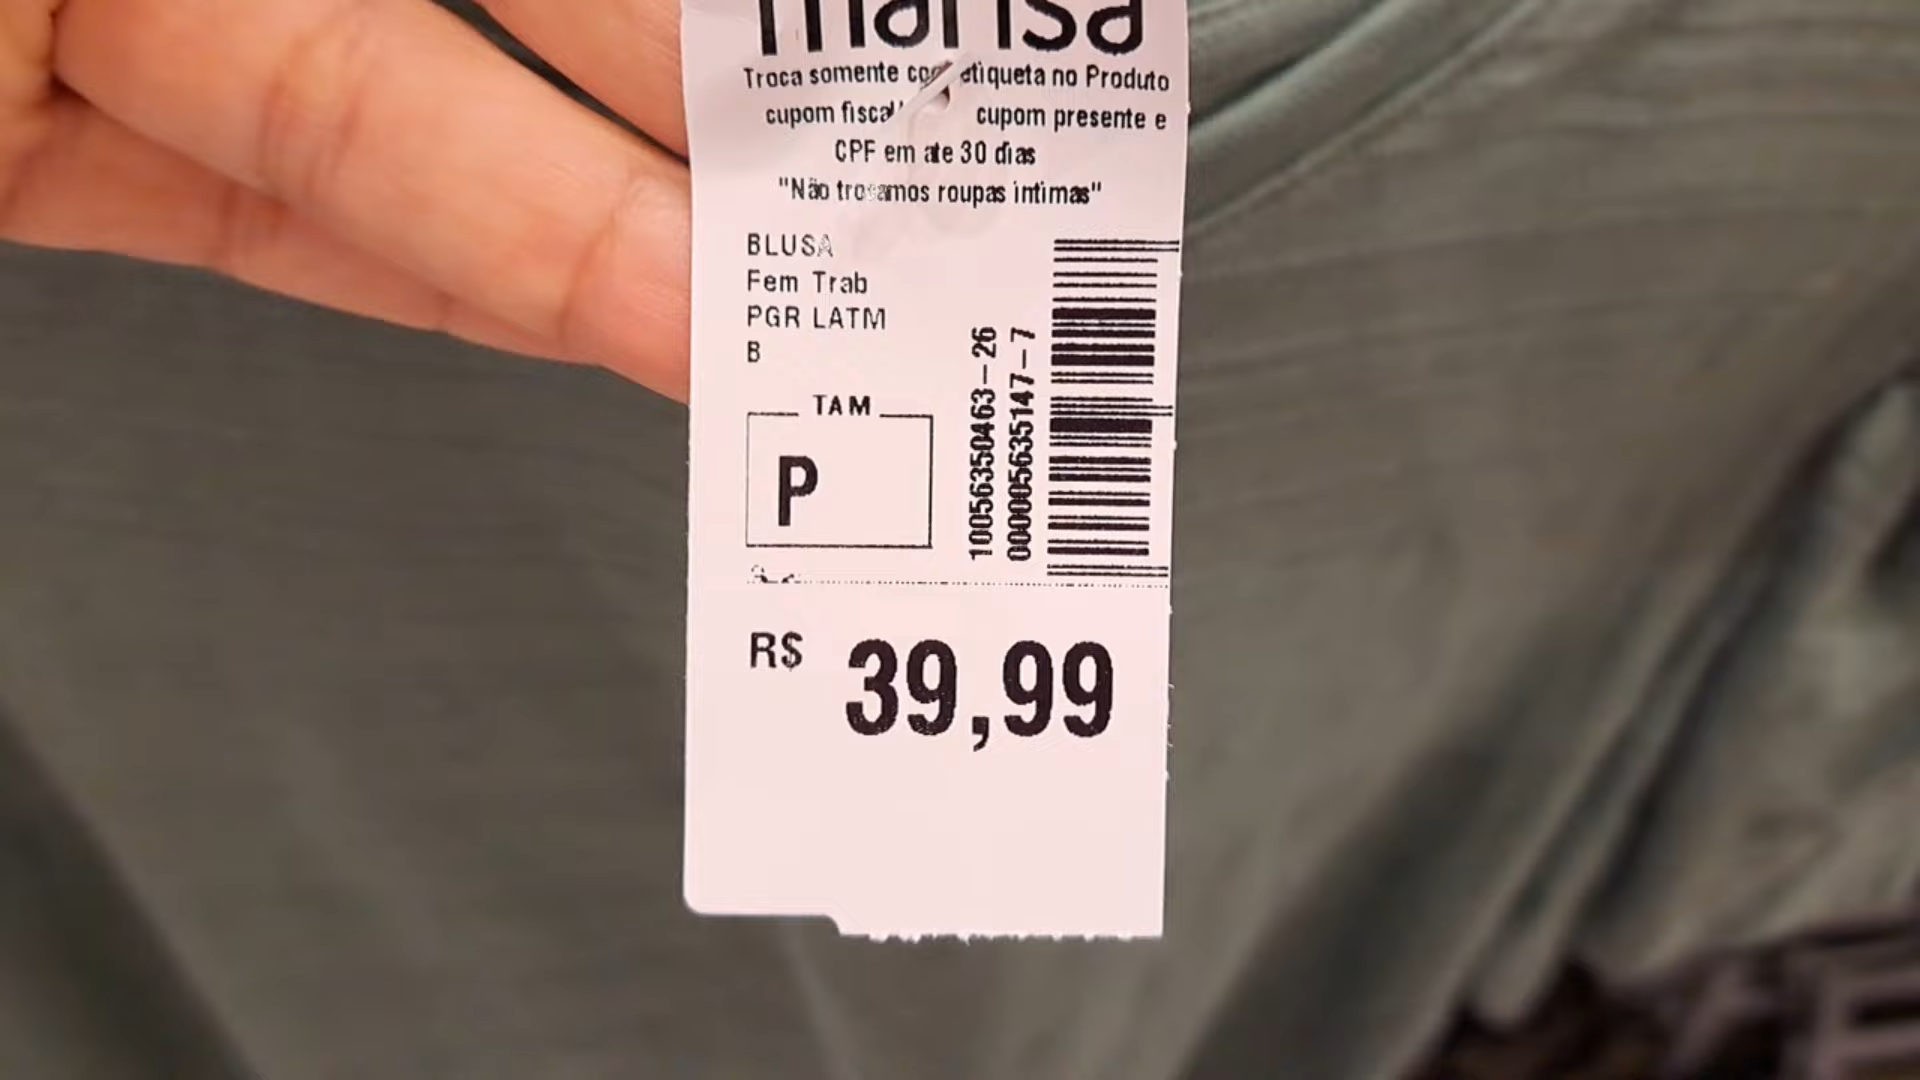 marisa
Troca somente etiqueta no Produto
cupom fiscal cupom presente e
CPF em ate 30 dias
"Não trocamos roupas intimas"
BLUSA
Fem Trab
PGR LATM
B
TAM
P
10056350463-26
000005635147-7
R$ 39,99